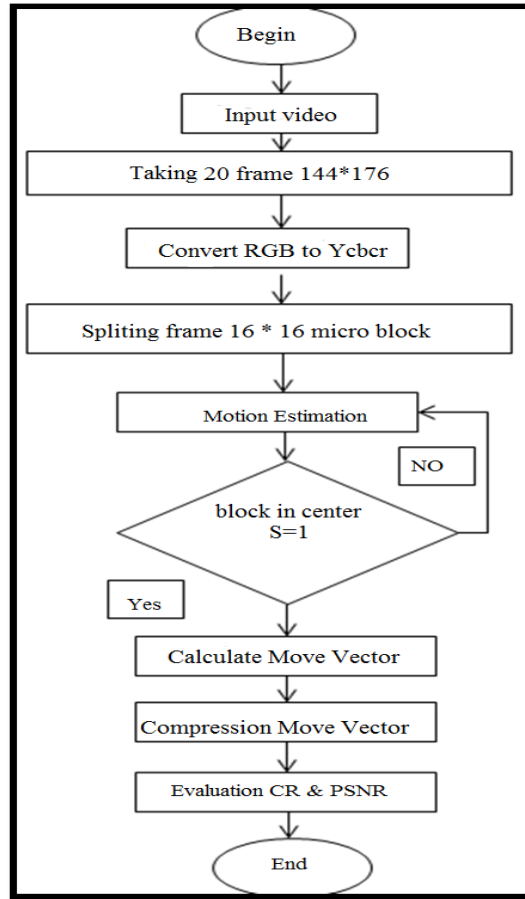 Begin
Input video
Taking 20 frame 144*176
Convert RGB to Ycbcr
Spliting frame 16 * 16 micro block
Motion Estimation
NO
block in center
S=1
Yes
Calculate Move Vector
Compression Move Vector
Evaluation CR & PSNR
End